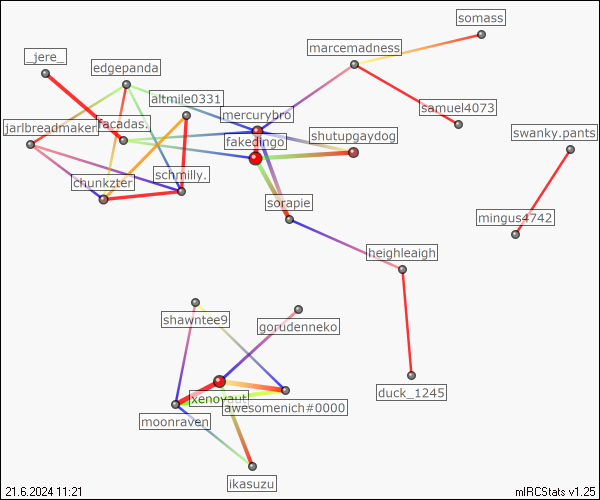 somass
marcemadness
_jere_
edgepanda
altmile0331
samuel4073
mercurybro
jarlbreadmaker.
facadas.
fakedingo
shutupgaydog
swanky.pants
chunkzter
schmilly.
sorapie
mingus4742
heighleaigh
shawntee9
gorudenneko
duck_1245
xenovaut
awesomenich#0000
moonraven
ikasuzu
21.6.2024 11:21
mIRCStats v1.25